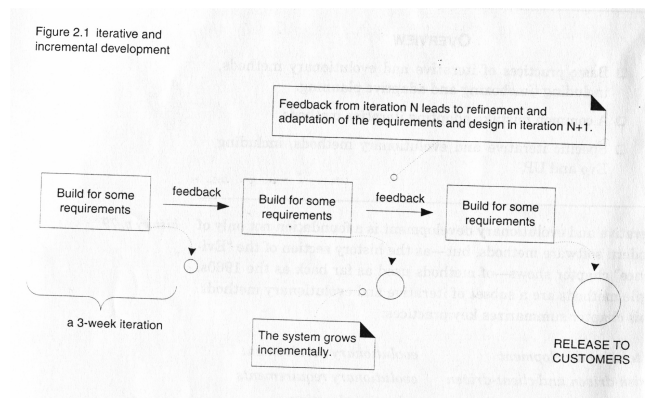 Figure 2.1 iterative and
incremental development
Feedback from iteration N leads to refinement and
adaptation of the requirements and design in iteration N+1.
Build for some
requirements
feedback
Build for some
requirements
feedback
Build for some
requirements
a 3-week iteration
The system grows
incrementally.
RELEASE TO
CUSTOMERS